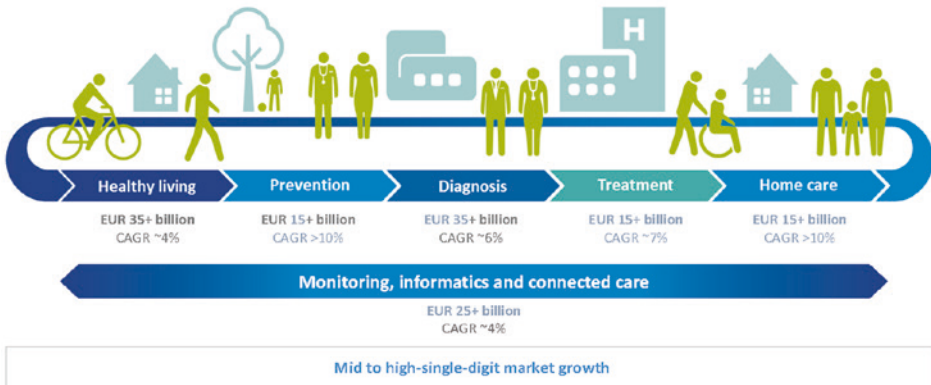 H
Healthy living
Prevention
Diagnosis
Treatment
Home care
EUR 35+ billion
CAGR ~4%
EUR 15+ billion
CAGR >10%
EUR 35+ billion
CAGR ~6%
EUR 15+ billion
CAGR ~7%
EUR 15+ billion
CAGR >10%
Monitoring, informatics and connected care
EUR 25+ billion
CAGR ~4%
Mid to high-single-digit market growth